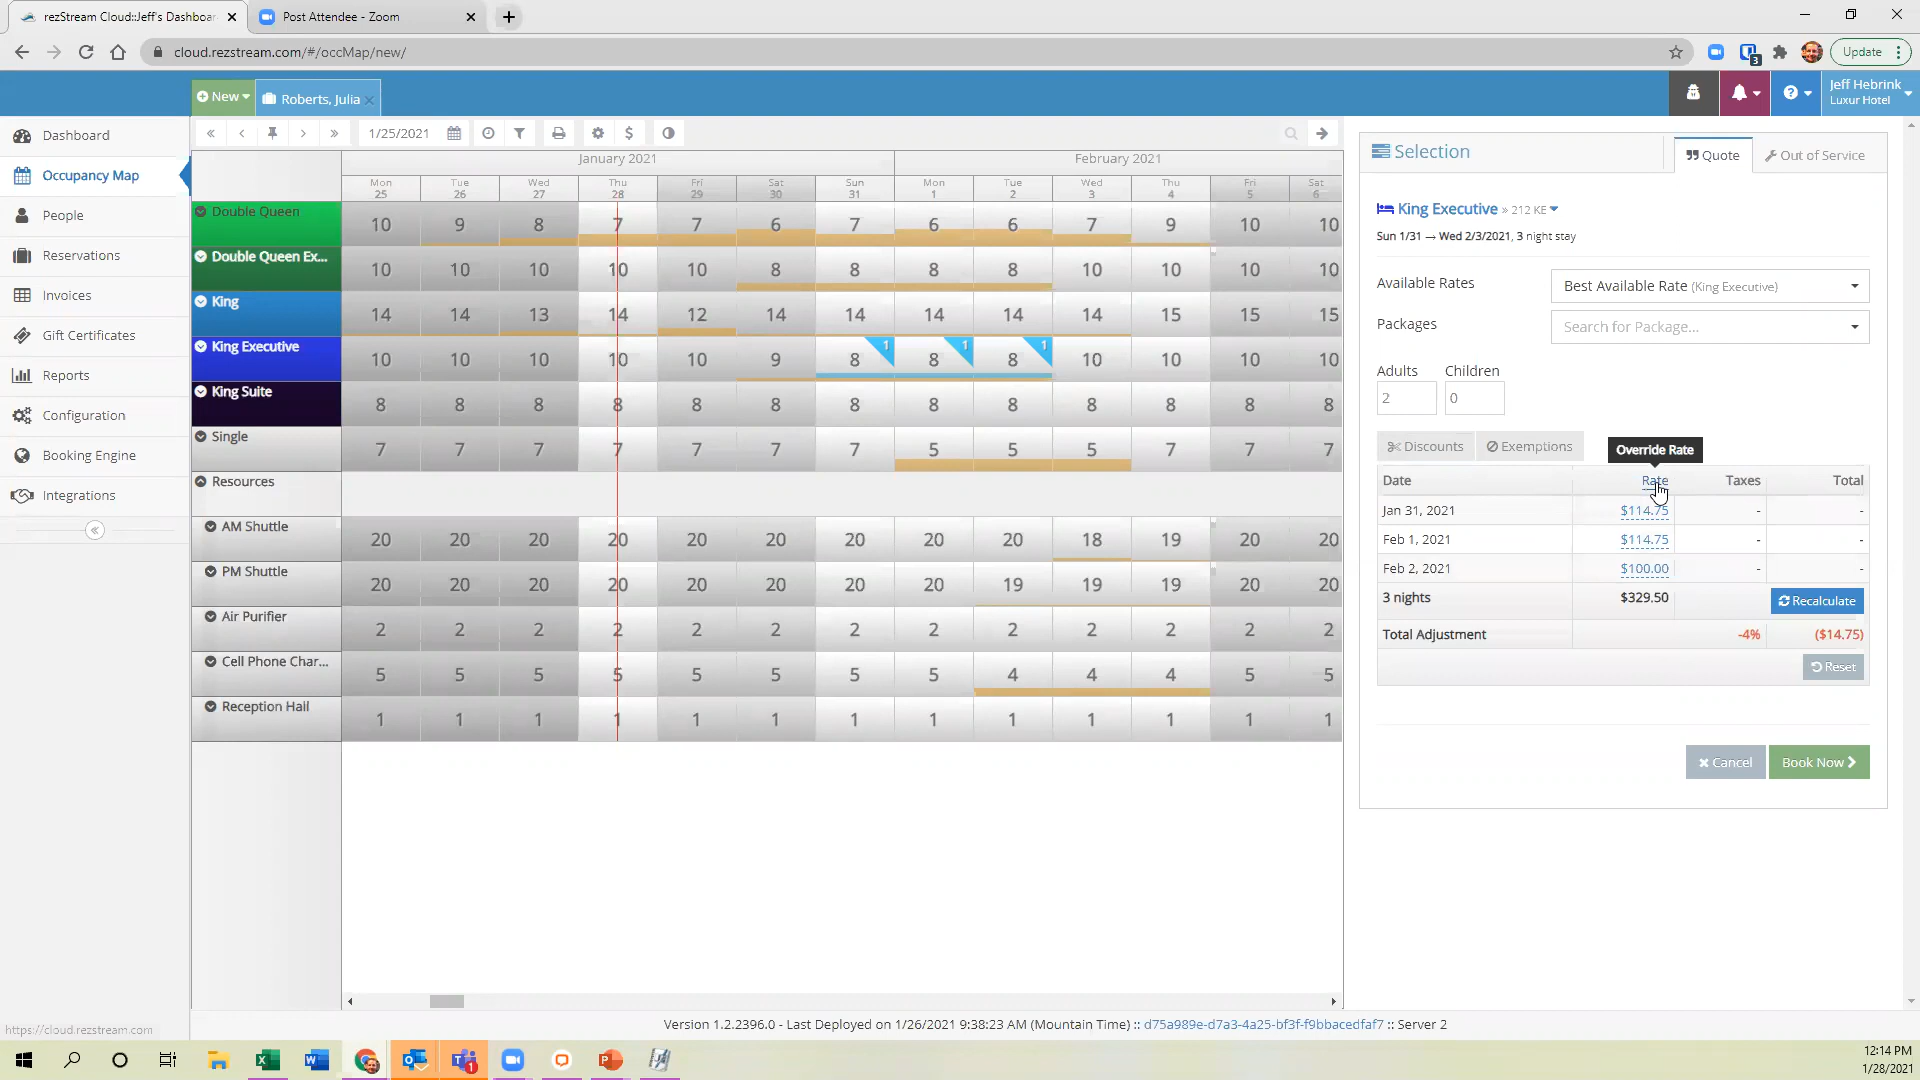 rezStream Cloud::Jeff's Dashboar
Post Attendee - Zoom
cloud.rezstream.com/#/occMap/new/
3
Update
New
Roberts, Julia
Jeff Hebrink
Luxur Hotel
Dashboard
Occupancy Map
People
Reservations
Invoices
Gift Certificates
Reports
Configuration
Booking Engine
Integrations
1/25/2021
January 2021
February 2021
Mon 25 Tue 26 Wed 27 Thu 28 Fri 29 Sat 30 Sun 31 Mon 1 Tue 2 Wed 3 Thu 4 Fri 5 Sat 6
Double Queen 10 9 8 7 7 6 7 6 6 7 9 10 10
Double Queen Ex... 10 10 10 10 10 8 8 8 8 10 10 10 10
King 14 14 13 14 12 14 14 14 14 14 15 15 15
King Executive 10 10 10 10 10 9 8 1 8 1 8 1 10 10 10 10
King Suite 8 8 8 8 8 8 8 8 8 8 8 8 8
Single 7 7 7 7 7 7 7 5 5 5 7 7 7
Resources
AM Shuttle 20 20 20 20 20 20 20 20 20 18 19 20 20
PM Shuttle 20 20 20 20 20 20 20 20 19 19 19 20 20
Air Purifier 2 2 2 2 2 2 2 2 2 2 2 2 2
Cell Phone Char... 5 5 5 5 5 5 5 5 4 4 4 5 5
Reception Hall 1 1 1 1 1 1 1 1 1 1 1 1 1
Selection
Quote
Out of Service
King Executive » 212 KE
Sun 1/31 → Wed 2/3/2021, 3 night stay
Available Rates Best Available Rate (King Executive)
Packages Search for Package...
Adults Children
2 0
Discounts Exemptions
Override Rate
Date Rate Taxes Total
Jan 31, 2021 $114.75 - -
Feb 1, 2021 $114.75 - -
Feb 2, 2021 $100.00 - -
3 nights $329.50 Recalculate
Total Adjustment -4% ($14.75)
Reset
Cancel Book Now
https://cloud.rezstream.com
Version 1.2.2396.0 - Last Deployed on 1/26/2021 9:38:23 AM (Mountain Time) :: d75a989e-d7a3-4a25-bf3f-f9bbacedfaf7 :: Server 2
1
12:14 PM
1/28/2021